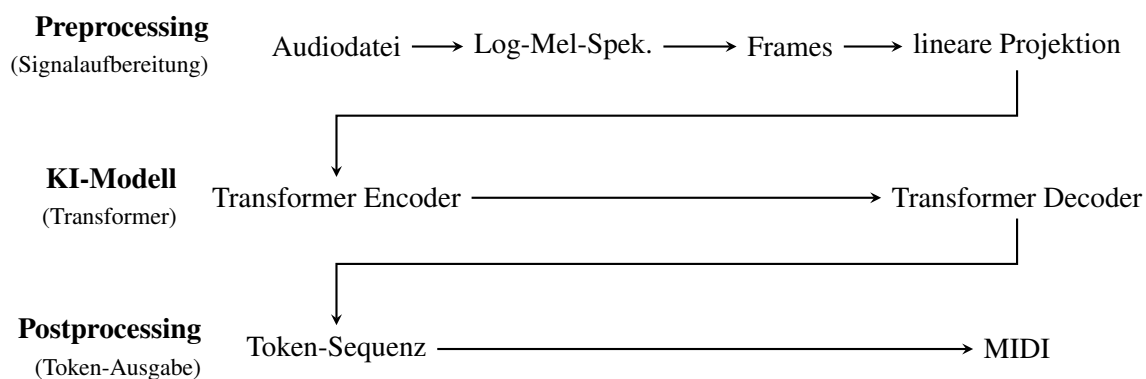 Preprocessing
(Signalaufbereitung)
Audiodatei Log-Mel-Spek. Frames lineare Projektion
KI-Modell
(Transformer)
Transformer Encoder Transformer Decoder
Postprocessing
(Token-Ausgabe)
Token-Sequenz MIDI